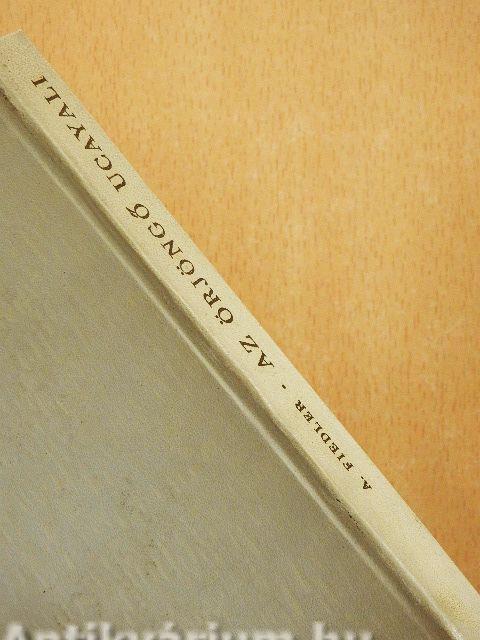 A. FIEDLER - AZ ŐRJÖNGŐ UCAYALI
Antikvárium.hu